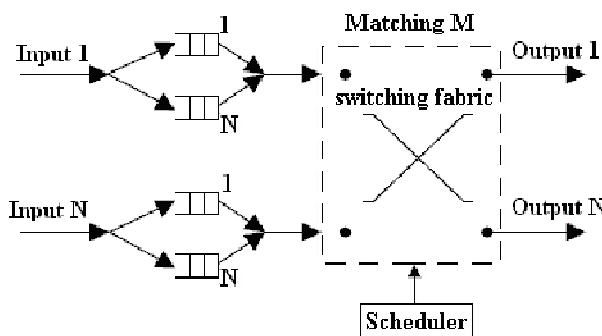 Matching M
Input 1
1
N
Output 1
switching fabric
Input N
1
N
Output N
Scheduler